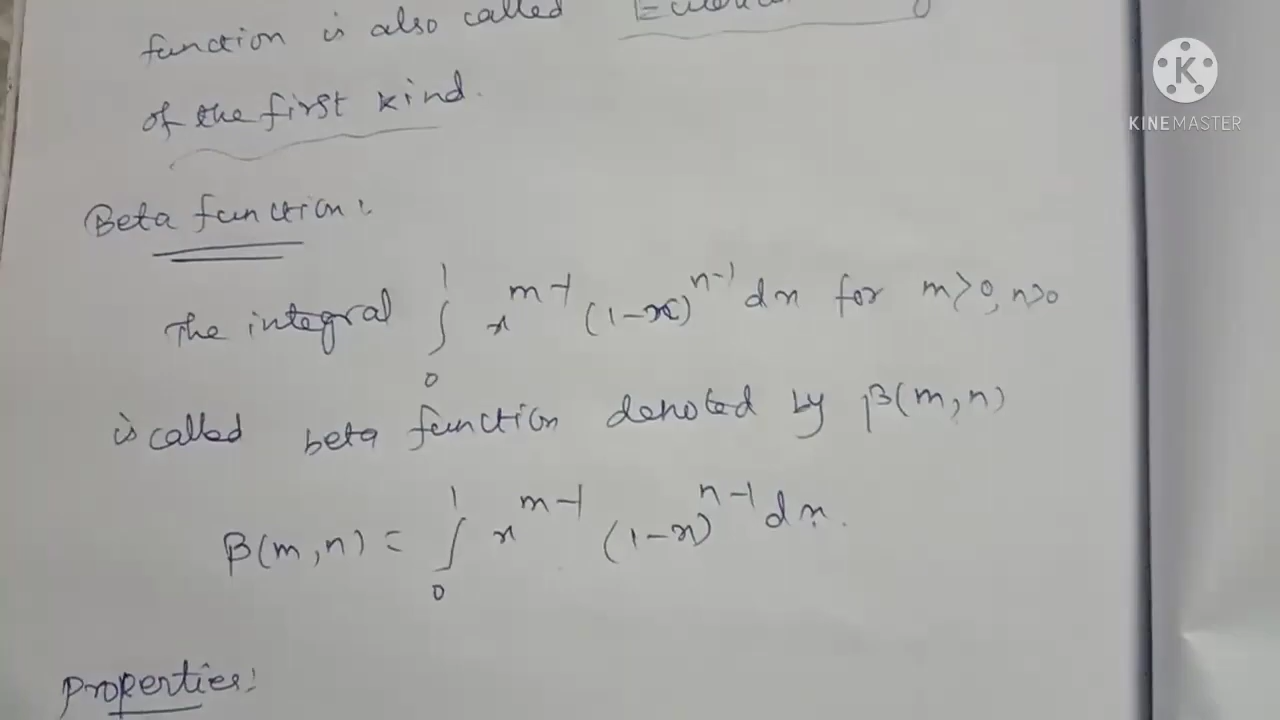 function is also called
of the first kind.
Beta function:
The integral ∫₀¹ x^{m-1} (1-x)^{n-1} dx for m>0, n>0
is called beta function denoted by β(m,n)
β(m,n) = ∫₀¹ x^{m-1} (1-x)^{n-1} dx.
Properties:
K
KINEMASTER